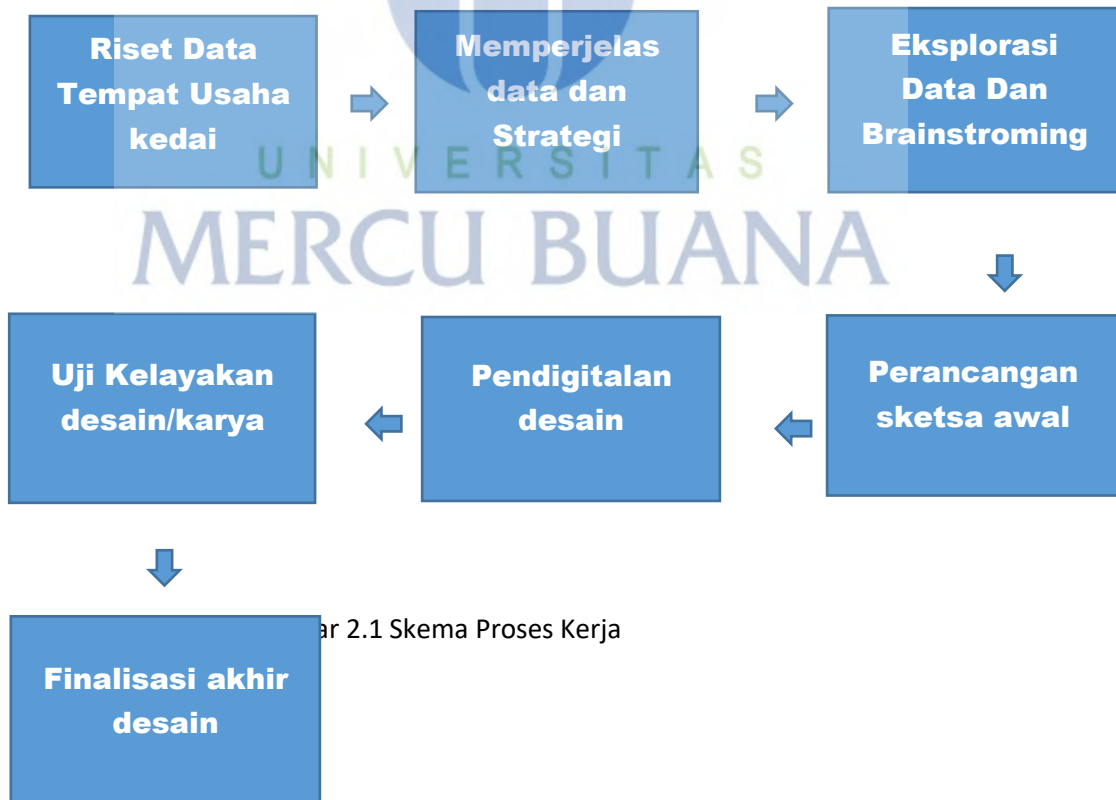 Riset Data
Tempat Usaha
kedai
Memperjelas
data dan
Strategi
Eksplorasi
Data Dan
Brainstroming
UNIVERSITAS
MERCU BUANA
Perancangan
sketsa awal
Pendigitalan
desain
Uji Kelayakan
desain/karya
ar 2.1 Skema Proses Kerja
Finalisasi akhir
desain